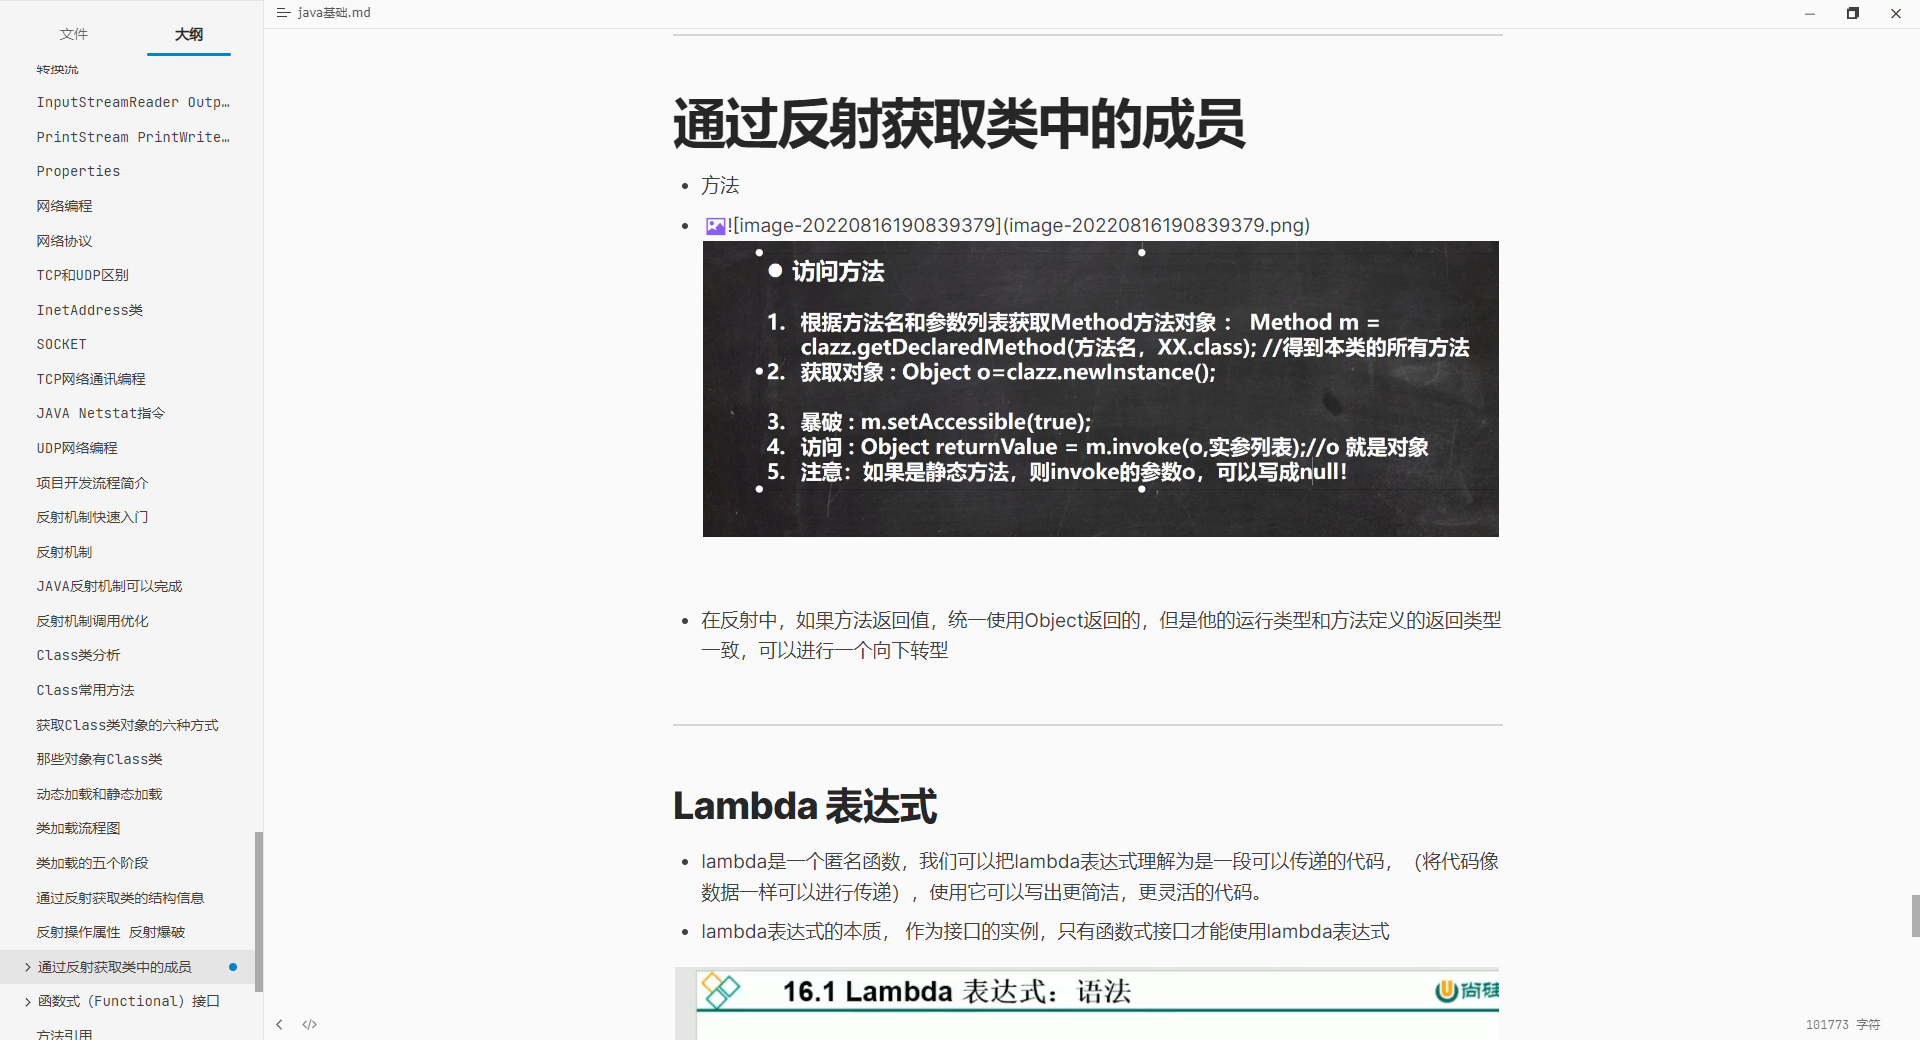 文件
大纲
转换流
InputStreamReader Outp…
PrintStream PrintWrite…
Properties
网络编程
网络协议
TCP和UDP区别
InetAddress类
SOCKET
TCP网络通讯编程
JAVA Netstat指令
UDP网络编程
项目开发流程简介
反射机制快速入门
反射机制
JAVA反射机制可以完成
反射机制调用优化
Class类分析
Class常用方法
获取Class类对象的六种方式
那些对象有Class类
动态加载和静态加载
类加载流程图
类加载的五个阶段
通过反射获取类的结构信息
反射操作属性 反射爆破
通过反射获取类中的成员
函数式（Functional）接口
方法引用
java基础.md
通过反射获取类中的成员
方法
![image-20220816190839379](image-20220816190839379.png)
访问方法
1. 根据方法名和参数列表获取Method方法对象： Method m =
clazz.getDeclaredMethod(方法名，XX.class); //得到本类的所有方法
2. 获取对象 : Object o=clazz.newInstance();
3. 暴破 : m.setAccessible(true);
4. 访问 : Object returnValue = m.invoke(o,实参列表);//o 就是对象
5. 注意：如果是静态方法，则invoke的参数o，可以写成null！
在反射中，如果方法返回值，统一使用Object返回的，但是他的运行类型和方法定义的返回类型
一致，可以进行一个向下转型
Lambda 表达式
lambda是一个匿名函数，我们可以把lambda表达式理解为是一段可以传递的代码，（将代码像
数据一样可以进行传递），使用它可以写出更简洁，更灵活的代码。
lambda表达式的本质， 作为接口的实例，只有函数式接口才能使用lambda表达式
16.1 Lambda 表达式：语法
尚硅
101773 字符